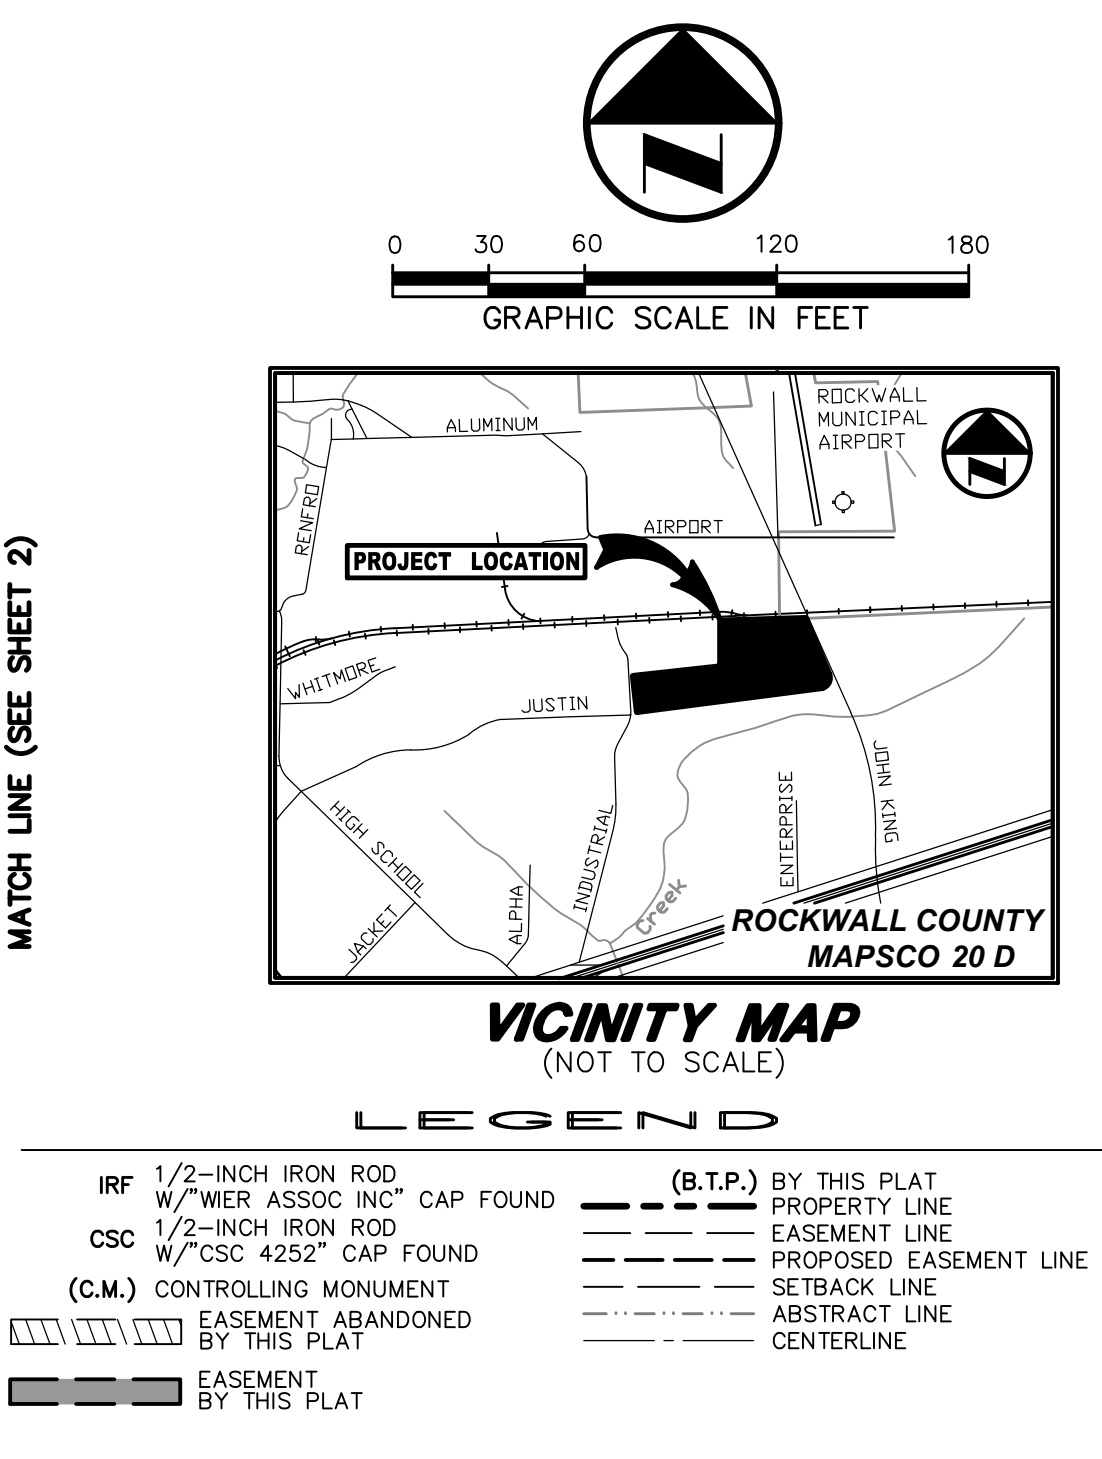 N
0 30 60 120 180
GRAPHIC SCALE IN FEET
MATCH LINE (SEE SHEET 2)
ROCKWALL
MUNICIPAL
AIRPORT
N
ALUMINUM
RENFRO
AIRPORT
PROJECT LOCATION
WHITMORE
JUSTIN
JOHN KING
HIGH SCHOOL
INDUSTRIAL
ENTERPRISE
ALPHA
JACKET
Creek
ROCKWALL COUNTY
MAPSCO 20 D
VICINITY MAP
(NOT TO SCALE)
LEGEND
IRF 1/2-INCH IRON ROD
W/"WIER ASSOC INC" CAP FOUND
CSC 1/2-INCH IRON ROD
W/"CSC 4252" CAP FOUND
(C.M.) CONTROLLING MONUMENT
EASEMENT ABANDONED
BY THIS PLAT
EASEMENT
BY THIS PLAT
(B.T.P.) BY THIS PLAT
PROPERTY LINE
EASEMENT LINE
PROPOSED EASEMENT LINE
SETBACK LINE
ABSTRACT LINE
CENTERLINE